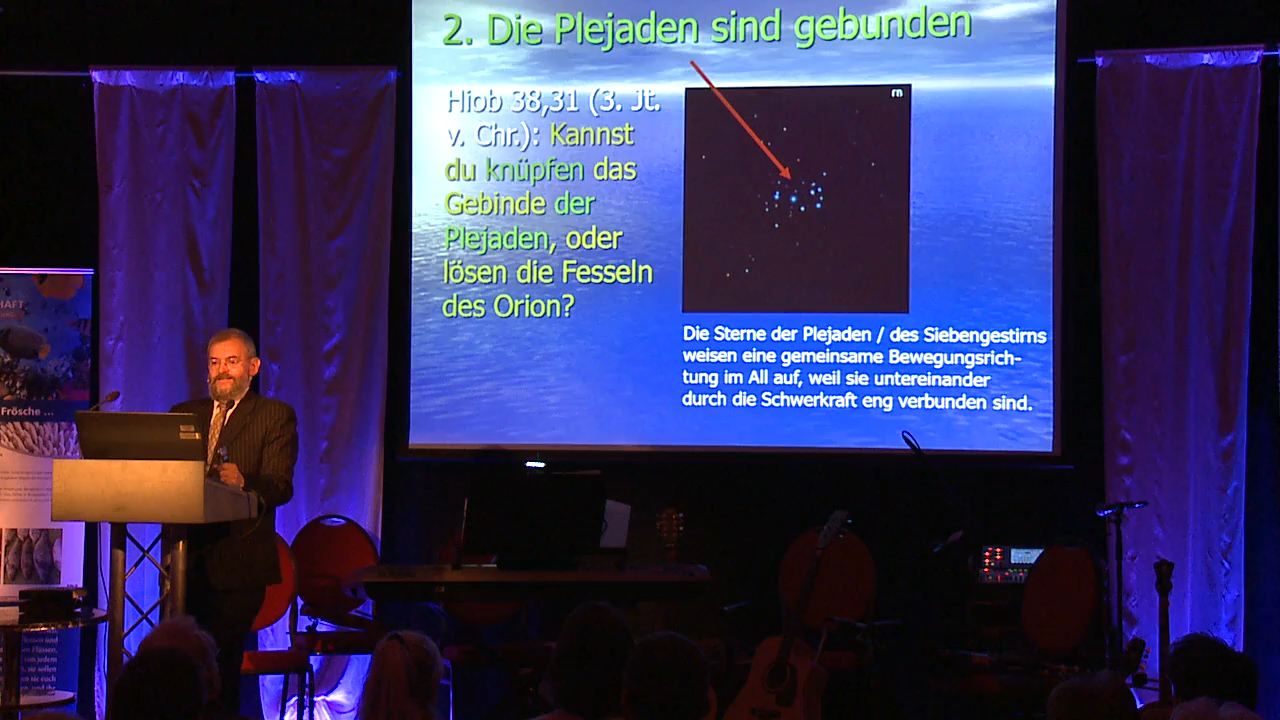 2. Die Plejaden sind gebunden
Hiob 38,31 (3. Jt.
v. Chr.): Kannst
du knüpfen das
Gebinde der
Plejaden, oder
lösen die Fesseln
des Orion?
rn
Die Sterne der Plejaden / des Siebengestirns
weisen eine gemeinsame Bewegungsrich-
tung im All auf, weil sie untereinander
durch die Schwerkraft eng verbunden sind.
Frösche ...